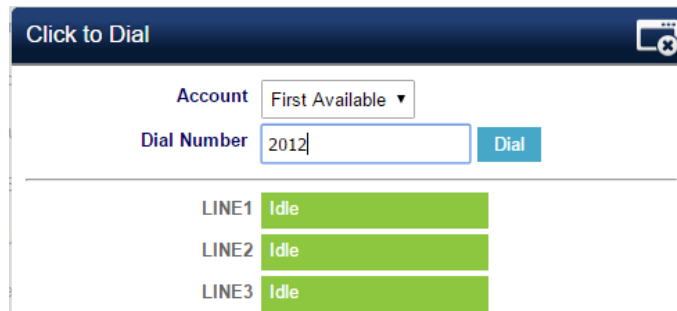 Click to Dial
Account First Available
Dial Number 2012 Dial
LINE1 Idle
LINE2 Idle
LINE3 Idle